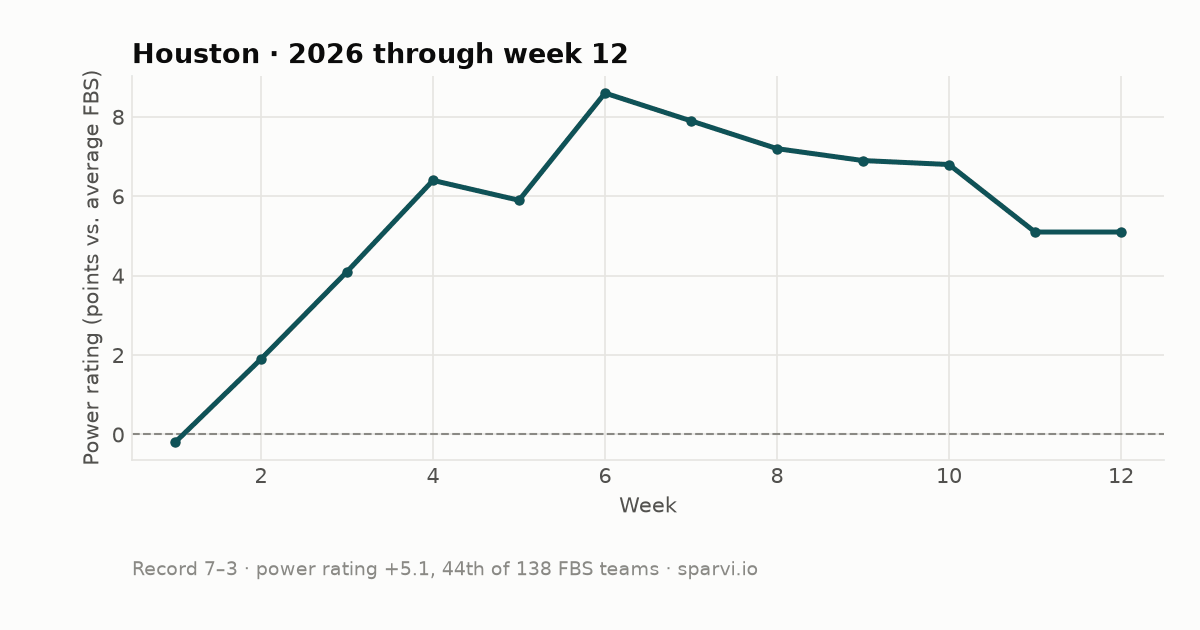 Houston · 2026 through week 12
Power rating (points vs. average FBS)
8
6
4
2
0
2 4 6 8 10 12
Week
Record 7–3 · power rating +5.1, 44th of 138 FBS teams · sparvi.io